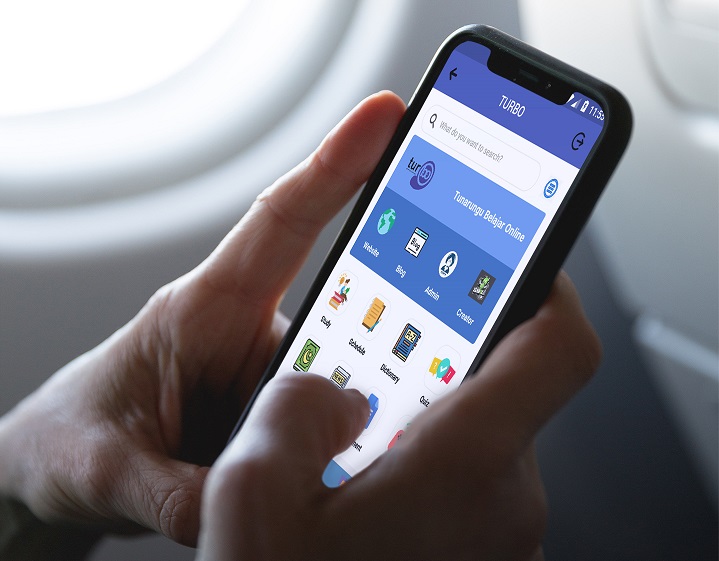 11:5
TURBO
What do you want to search?
tur
Tunarungu Belajar Online
Website
Blog
Admin
Creator
Study
Schedule
Dictionary
Quiz